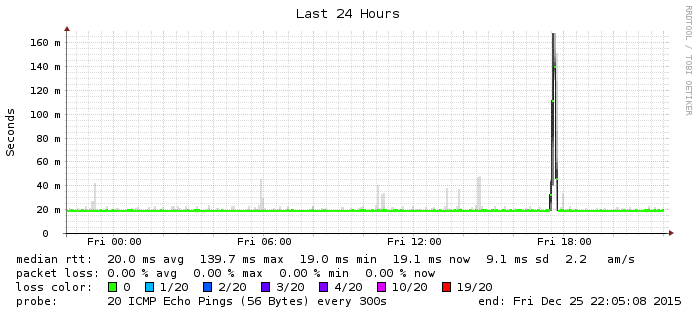 Last 24 Hours
RRDTOOL / TOBI OETIKER
Seconds
160 m
140 m
120 m
100 m
80 m
60 m
40 m
20 m
0
Fri 00:00 Fri 06:00 Fri 12:00 Fri 18:00
median rtt: 20.0 ms avg 139.7 ms max 19.0 ms min 19.1 ms now 9.1 ms sd 2.2 am/s
packet loss: 0.00 % avg 0.00 % max 0.00 % min 0.00 % now
loss color: 0 1/20 2/20 3/20 4/20 10/20 19/20
probe: 20 ICMP Echo Pings (56 Bytes) every 300s end: Fri Dec 25 22:05:08 2015